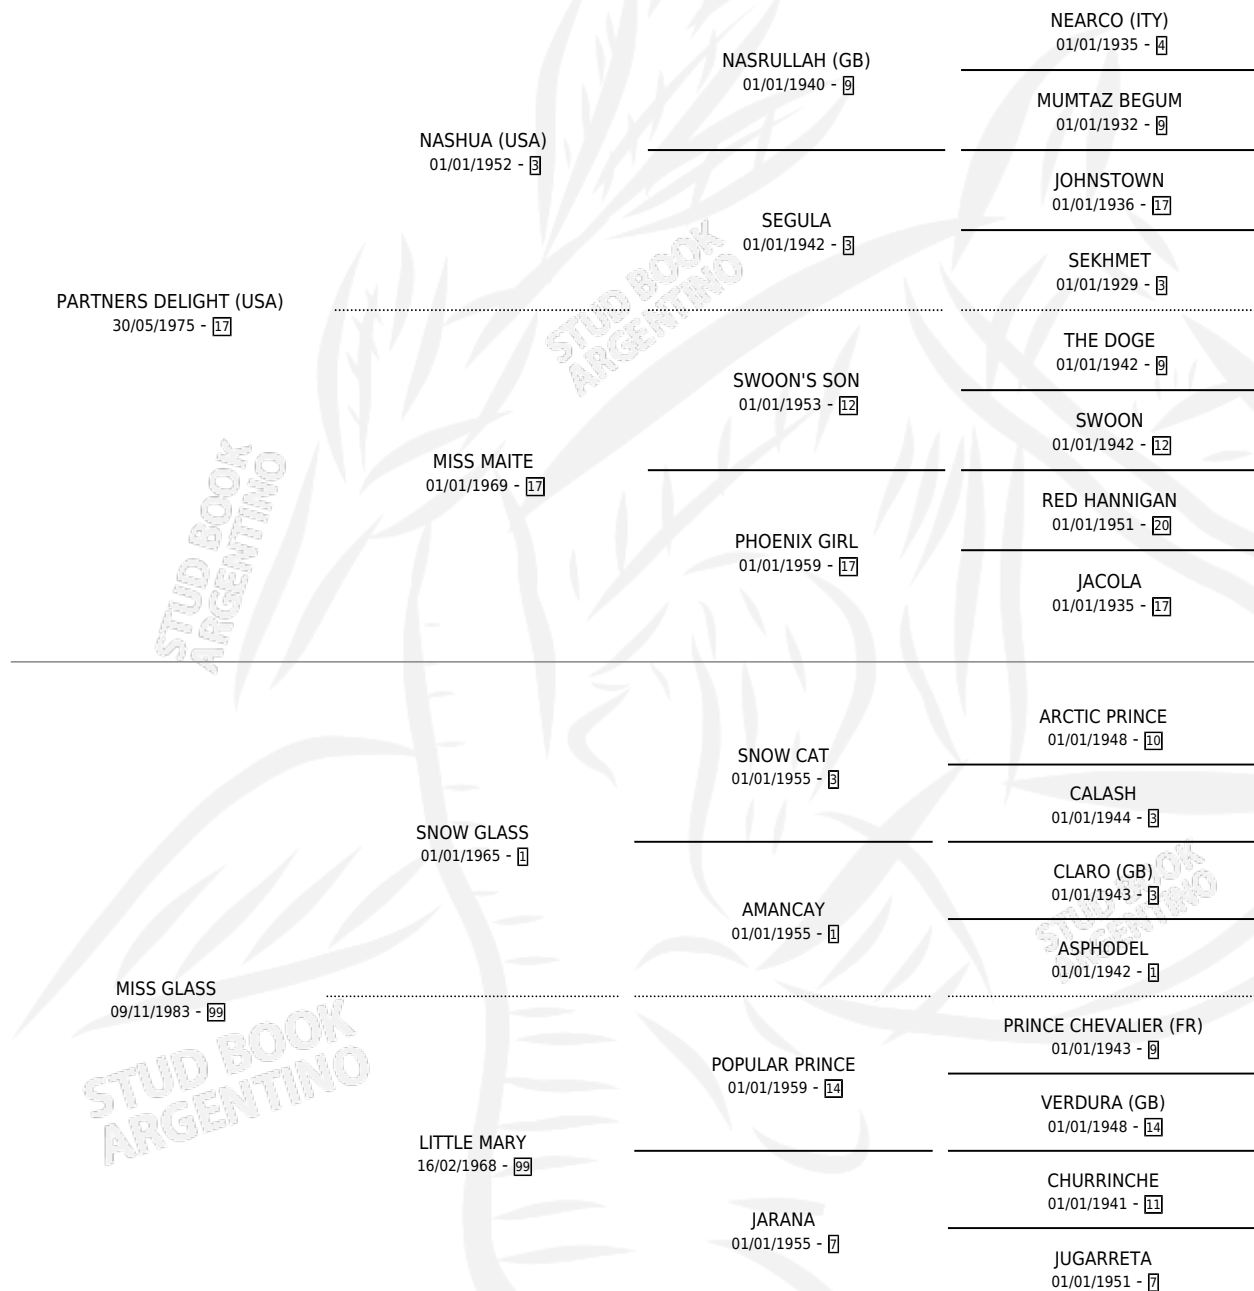 NEARCO (ITY)
01/01/1935 - 4
NASRULLAH (GB)
01/01/1940 - 9
MUMTAZ BEGUM
01/01/1932 - 9
NASHUA (USA)
01/01/1952 - 3
JOHNSTOWN
01/01/1936 - 17
SEGULA
01/01/1942 - 3
SEKHMET
01/01/1929 - 3
PARTNERS DELIGHT (USA)
30/05/1975 - 17
THE DOGE
01/01/1942 - 9
SWOON'S SON
01/01/1953 - 12
SWOON
01/01/1942 - 12
MISS MAITE
01/01/1969 - 17
RED HANNIGAN
01/01/1951 - 20
PHOENIX GIRL
01/01/1959 - 17
JACOLA
01/01/1935 - 17
ARCTIC PRINCE
01/01/1948 - 10
SNOW CAT
01/01/1955 - 3
CALASH
01/01/1944 - 3
SNOW GLASS
01/01/1965 - 1
CLARO (GB)
01/01/1943 - 3
AMANCAY
01/01/1955 - 1
ASPHODEL
01/01/1942 - 1
MISS GLASS
09/11/1983 - 99
PRINCE CHEVALIER (FR)
01/01/1943 - 9
POPULAR PRINCE
01/01/1959 - 14
VERDURA (GB)
01/01/1948 - 14
LITTLE MARY
16/02/1968 - 99
CHURRINCHE
01/01/1941 - 11
JARANA
01/01/1955 - 7
JUGARRETA
01/01/1951 - 7
STUD BOOK
ARGENTINO
STUD BOOK
ARGENTINO
STUD BOOK
ARGENTINO
STUD BOOK
ARGENTINO